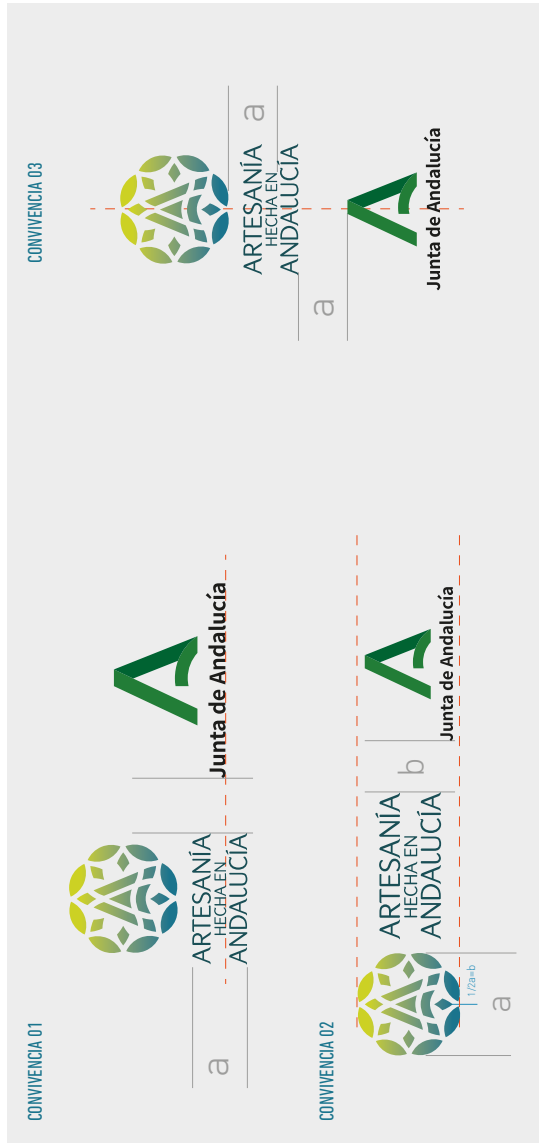 CONVIVENCIA 01
ARTESANÍA
HECHA EN
ANDALUCÍA
a
Junta de Andalucía
CONVIVENCIA 02
1/2a=b
a
ARTESANÍA
HECHA EN
ANDALUCÍA
b
Junta de Andalucía
CONVIVENCIA 03
a
ARTESANÍA
HECHA EN
ANDALUCÍA
a
Junta de Andalucía